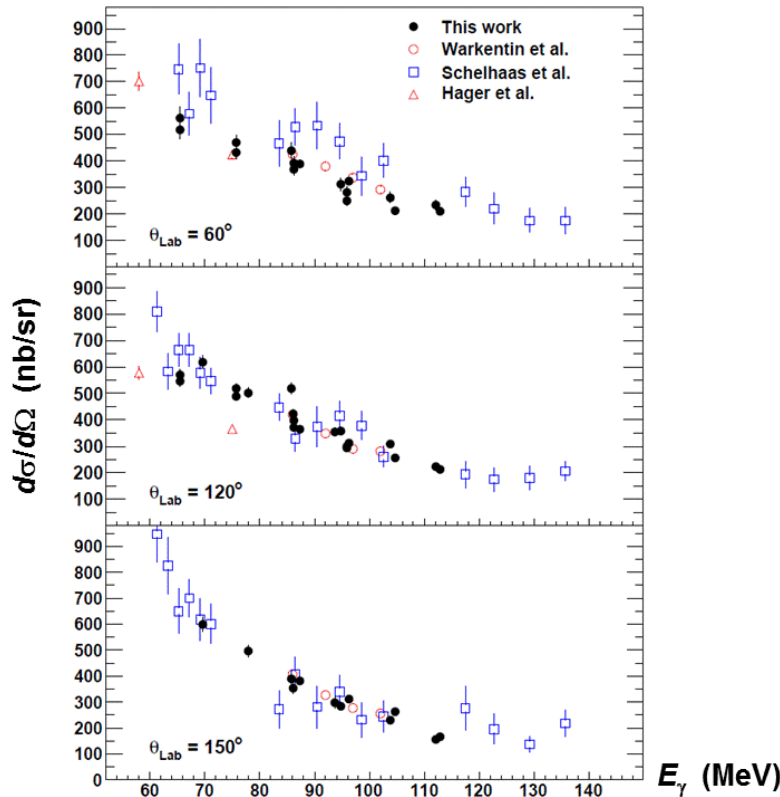 900
800
700
600
500
400
300
200
100
This work
Warkentin et al.
Schelhaas et al.
Hager et al.
θLab = 60°
900
800
700
600
500
400
300
200
100
θLab = 120°
900
800
700
600
500
400
300
200
100
0
θLab = 150°
60 70 80 90 100 110 120 130 140
dσ/dΩ (nb/sr)
Eγ (MeV)